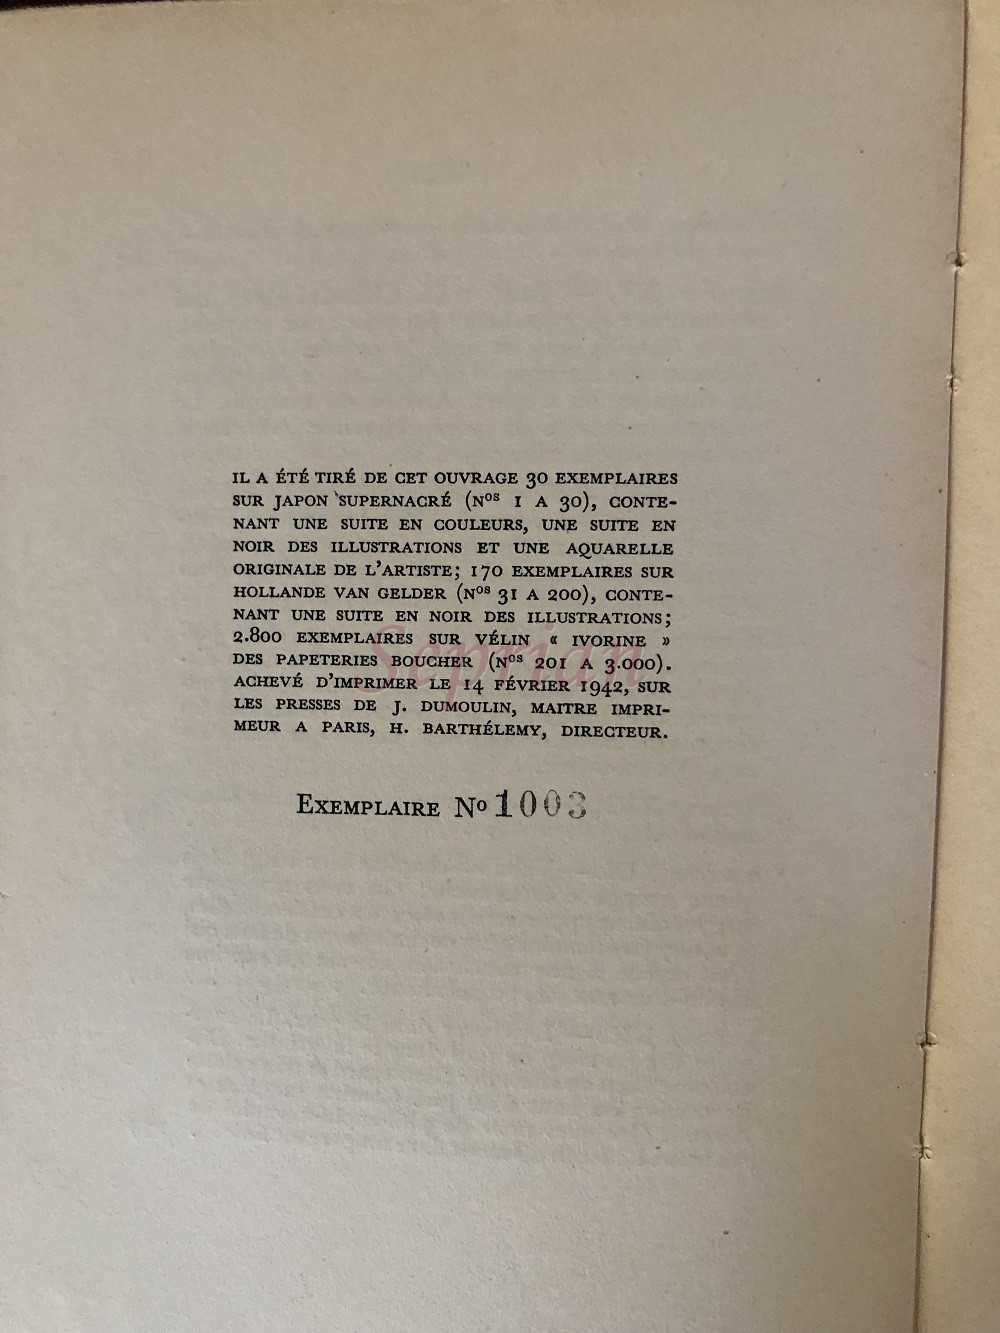 IL A ÉTÉ TIRÉ DE CET OUVRAGE 30 EXEMPLAIRES
SUR JAPON SUPERNACRÉ (Nos 1 A 30), CONTE-
NANT UNE SUITE EN COULEURS, UNE SUITE EN
NOIR DES ILLUSTRATIONS ET UNE AQUARELLE
ORIGINALE DE L'ARTISTE; 170 EXEMPLAIRES SUR
HOLLANDE VAN GELDER (Nos 31 A 200), CONTE-
NANT UNE SUITE EN NOIR DES ILLUSTRATIONS;
2.800 EXEMPLAIRES SUR VÉLIN « IVORINE »
DES PAPETERIES BOUCHER (Nos 201 A 3.000).
ACHEVÉ D'IMPRIMER LE 14 FÉVRIER 1942, SUR
LES PRESSES DE J. DUMOULIN, MAITRE IMPRI-
MEUR A PARIS, H. BARTHÉLEMY, DIRECTEUR.
EXEMPLAIRE No 1003